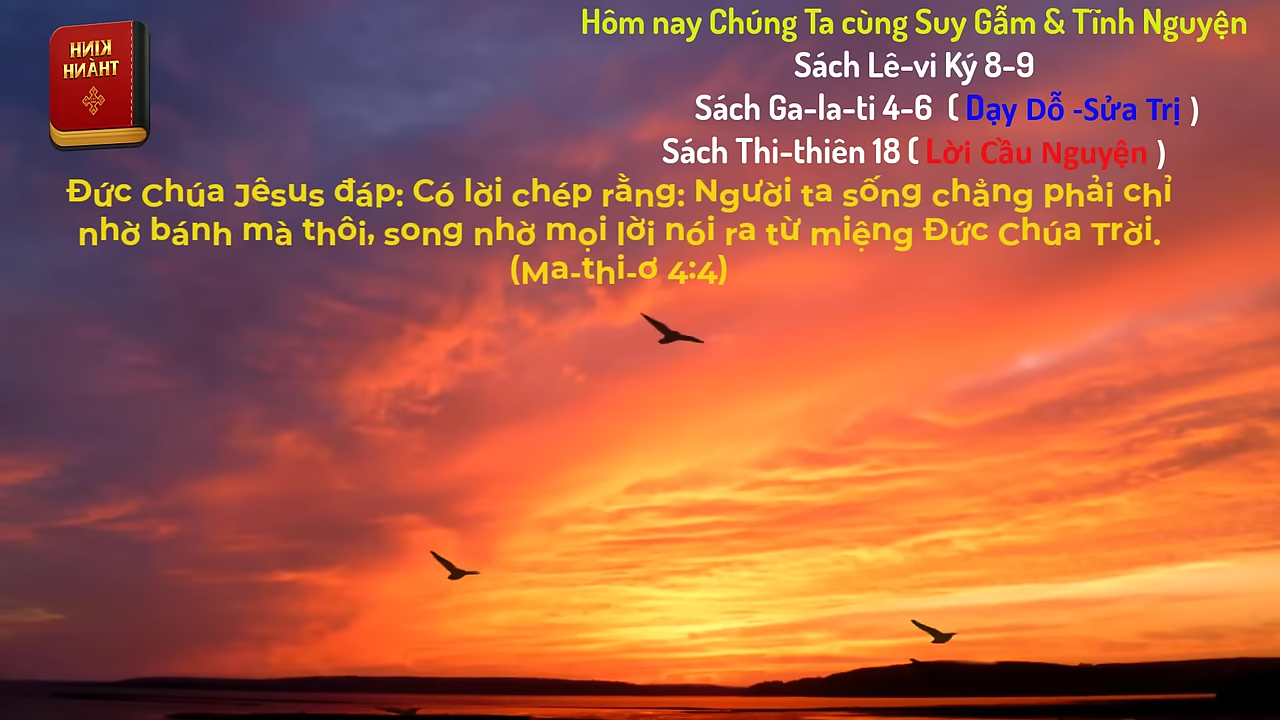 KINH
THÀNH
Hôm nay Chúng Ta cùng Suy Gẫm & Tĩnh Nguyện
Sách Lê-vi Ký 8-9
Sách Ga-la-ti 4-6 ( Dạy Dỗ -Sửa Trị )
Sách Thi-thiên 18 ( Lời Cầu Nguyện )
Đức Chúa Jêsus đáp: Có lời chép rằng: Người ta sống chẳng phải chỉ
nhờ bánh mà thôi, song nhờ mọi lời nói ra từ miệng Đức Chúa Trời.
(Ma-thi-ơ 4:4)